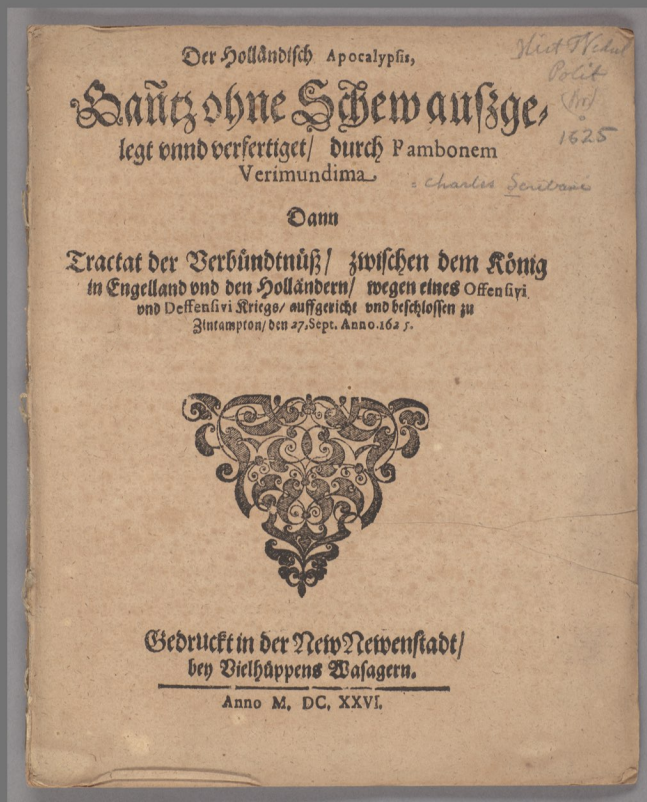 Der Holländisch Apocalypsis,
Gantz ohne Schew außge-
legt vnnd verfertiget/ durch Pambonem
Verimundima
Dann
Tractat der Verbündtnüß/ zwischen dem König
in Engelland vnd den Holländern/ wegen eines Offensivi
vnd Deffensivi Kriegs/ auffgericht vnd beschlossen zu
Zintampton/ den 27. Sept. Anno. 1625.
Gedruckt in der New Newenstadt/
bey Vielhüppens Wasagern.
Anno M. DC. XXVI.
Polit
1625
Charles Scribani